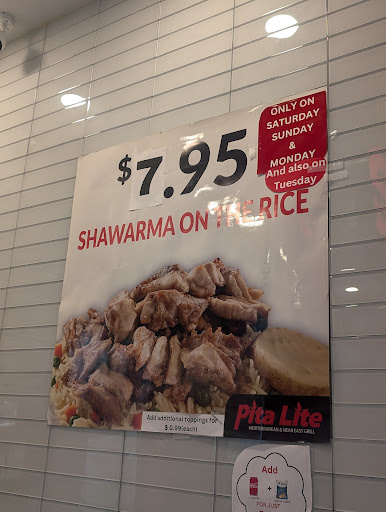 $7.95
ONLY ON
SATURDAY
SUNDAY
&
MONDAY
And also on
Tuesday
SHAWARMA ON THE RICE
Add additional toppings for
$ 0.99(each)
Pita Lite
MEDITERRANEAN & NEAR EAST GRILL
Add
+
FOR JUST